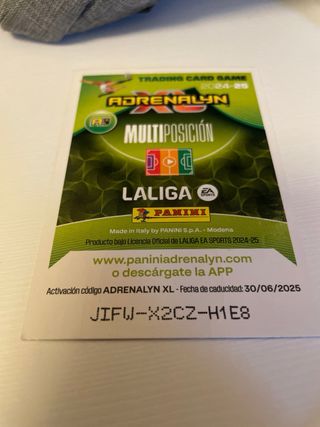 TRADING CARD GAME
2024-25
ADRENALYN
XL
MULTIPOSICIÓN
LALIGA EA SPORTS
PANINI
Made in Italy by PANINI S.p.A. - Modena
Producto bajo Licencia Oficial de LALIGA EA SPORTS 2024-25
www.paniniadrenalyn.com
o descárgate la APP
Activación código ADRENALYN XL - Fecha de caducidad: 30/06/2025
JIFW-X2CZ-H1E8